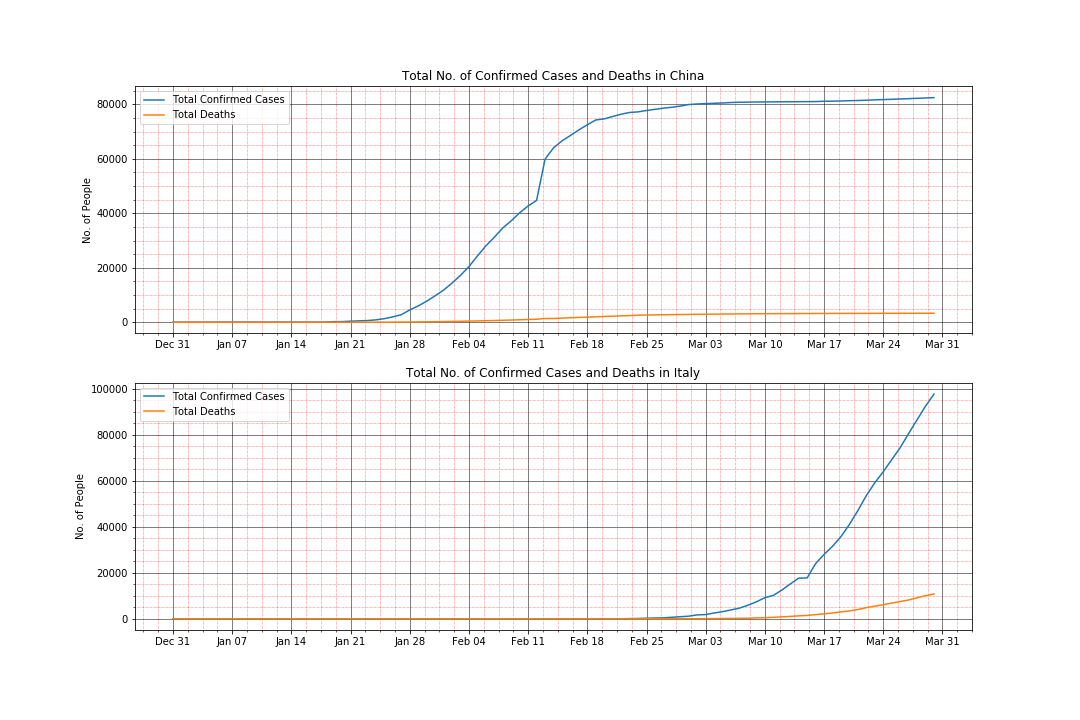 Total No. of Confirmed Cases and Deaths in China
Total Confirmed Cases
Total Deaths
No. of People
80000
60000
40000
20000
0
Dec 31 Jan 07 Jan 14 Jan 21 Jan 28 Feb 04 Feb 11 Feb 18 Feb 25 Mar 03 Mar 10 Mar 17 Mar 24 Mar 31
Total No. of Confirmed Cases and Deaths in Italy
Total Confirmed Cases
Total Deaths
No. of People
100000
80000
60000
40000
20000
0
Dec 31 Jan 07 Jan 14 Jan 21 Jan 28 Feb 04 Feb 11 Feb 18 Feb 25 Mar 03 Mar 10 Mar 17 Mar 24 Mar 31